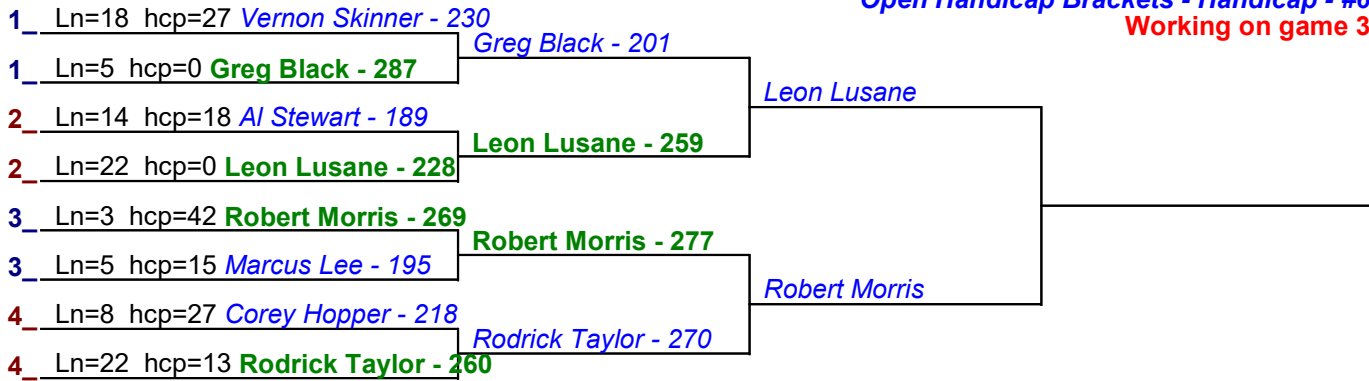 Open Handicap Brackets - Handicap - #6
Working on game 3
1_ Ln=18 hcp=27 Vernon Skinner - 230
Greg Black - 201
1_ Ln=5 hcp=0 Greg Black - 287
Leon Lusane
2_ Ln=14 hcp=18 Al Stewart - 189
Leon Lusane - 259
2_ Ln=22 hcp=0 Leon Lusane - 228
3_ Ln=3 hcp=42 Robert Morris - 269
Robert Morris - 277
3_ Ln=5 hcp=15 Marcus Lee - 195
Robert Morris
4_ Ln=8 hcp=27 Corey Hopper - 218
Rodrick Taylor - 270
4_ Ln=22 hcp=13 Rodrick Taylor - 260